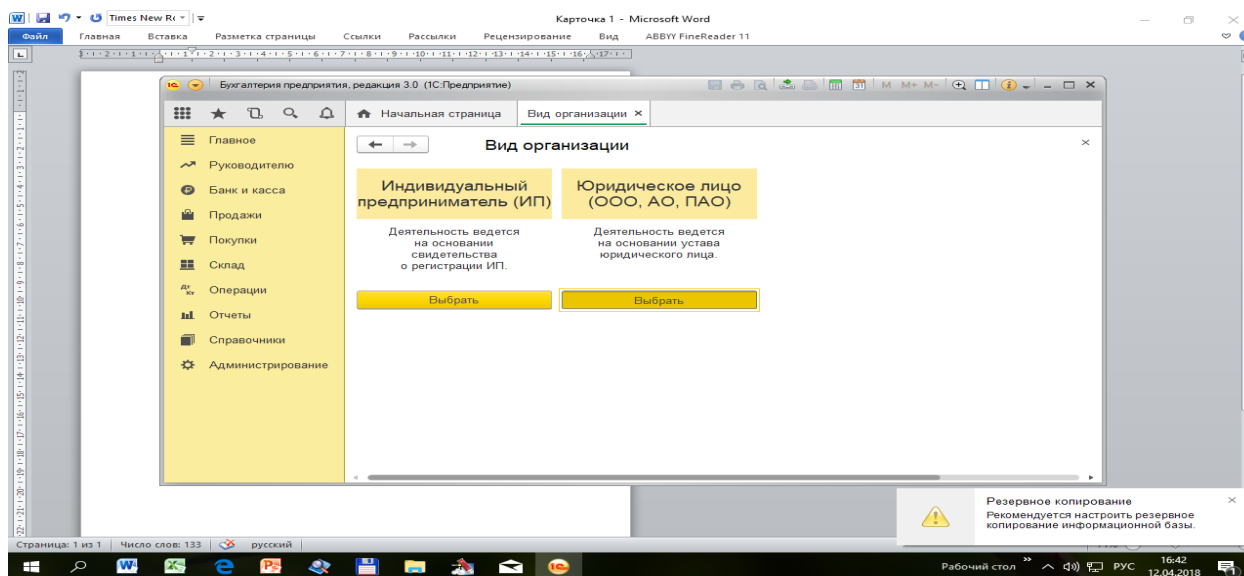 Times New Ro
Карточка 1 - Microsoft Word
Файл Главная Вставка Разметка страницы Ссылки Рассылки Рецензирование Вид ABBYY FineReader 11
Бухгалтерия предприятия, редакция 3.0 (1С:Предприятие)
M M+ M-
Начальная страница
Вид организации ×
Главное
Руководителю
Банк и касса
Продажи
Покупки
Склад
Операции
Отчеты
Справочники
Администрирование
Вид организации
Индивидуальный
предприниматель (ИП)
Деятельность ведется
на основании
свидетельства
о регистрации ИП.
Выбрать
Юридическое лицо
(ООО, АО, ПАО)
Деятельность ведется
на основании устава
юридического лица.
Выбрать
Резервное копирование
Рекомендуется настроить резервное
копирование информационной базы.
Страница: 1 из 1 Число слов: 133 русский
Рабочий стол РУС 16:42
12.04.2018